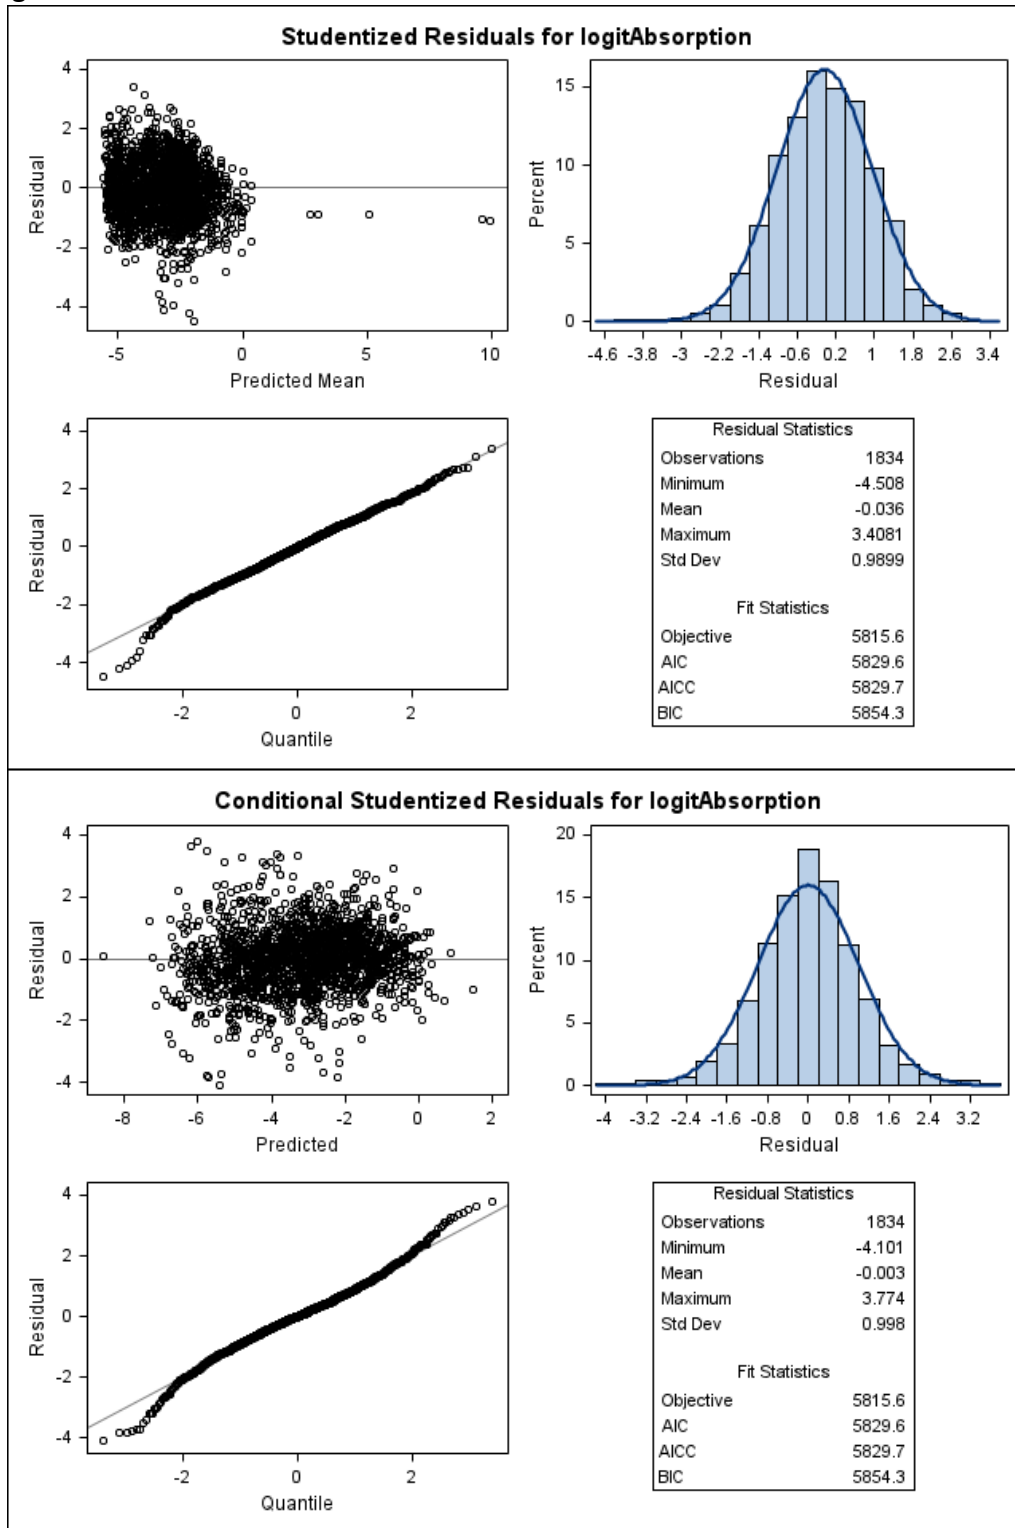 Studentized Residuals for logitAbsorption
4
2
0
-2
-4
Residual
-5 0 5 10
Predicted Mean
15
10
5
0
Percent
-4.6 -3.8 -3 -2.2 -1.4 -0.6 0.2 1 1.8 2.6 3.4
Residual
4
2
0
-2
-4
Residual
-2 0 2
Quantile
Residual Statistics
Observations 1834
Minimum -4.508
Mean -0.036
Maximum 3.4081
Std Dev 0.9899
Fit Statistics
Objective 5815.6
AIC 5829.6
AICC 5829.7
BIC 5854.3
Conditional Studentized Residuals for logitAbsorption
4
2
0
-2
-4
Residual
-8 -6 -4 -2 0 2
Predicted
20
15
10
5
0
Percent
-4 -3.2 -2.4 -1.6 -0.8 0 0.8 1.6 2.4 3.2
Residual
4
2
0
-2
-4
Residual
-2 0 2
Quantile
Residual Statistics
Observations 1834
Minimum -4.101
Mean -0.003
Maximum 3.774
Std Dev 0.998
Fit Statistics
Objective 5815.6
AIC 5829.6
AICC 5829.7
BIC 5854.3